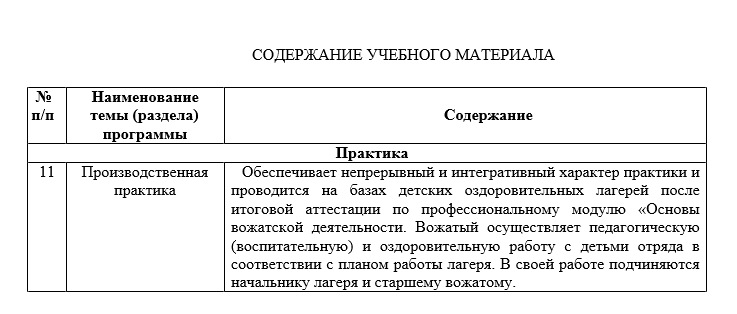 СОДЕРЖАНИЕ УЧЕБНОГО МАТЕРИАЛА
№ п/п
Наименование
темы (раздела)
программы
Содержание
Практика
11
Производственная
практика
Обеспечивает непрерывный и интегративный характер практики и
проводится на базах детских оздоровительных лагерей после
итоговой аттестации по профессиональному модулю «Основы
вожатской деятельности. Вожатый осуществляет педагогическую
(воспитательную) и оздоровительную работу с детьми отряда в
соответствии с планом работы лагеря. В своей работе подчиняются
начальнику лагеря и старшему вожатому.